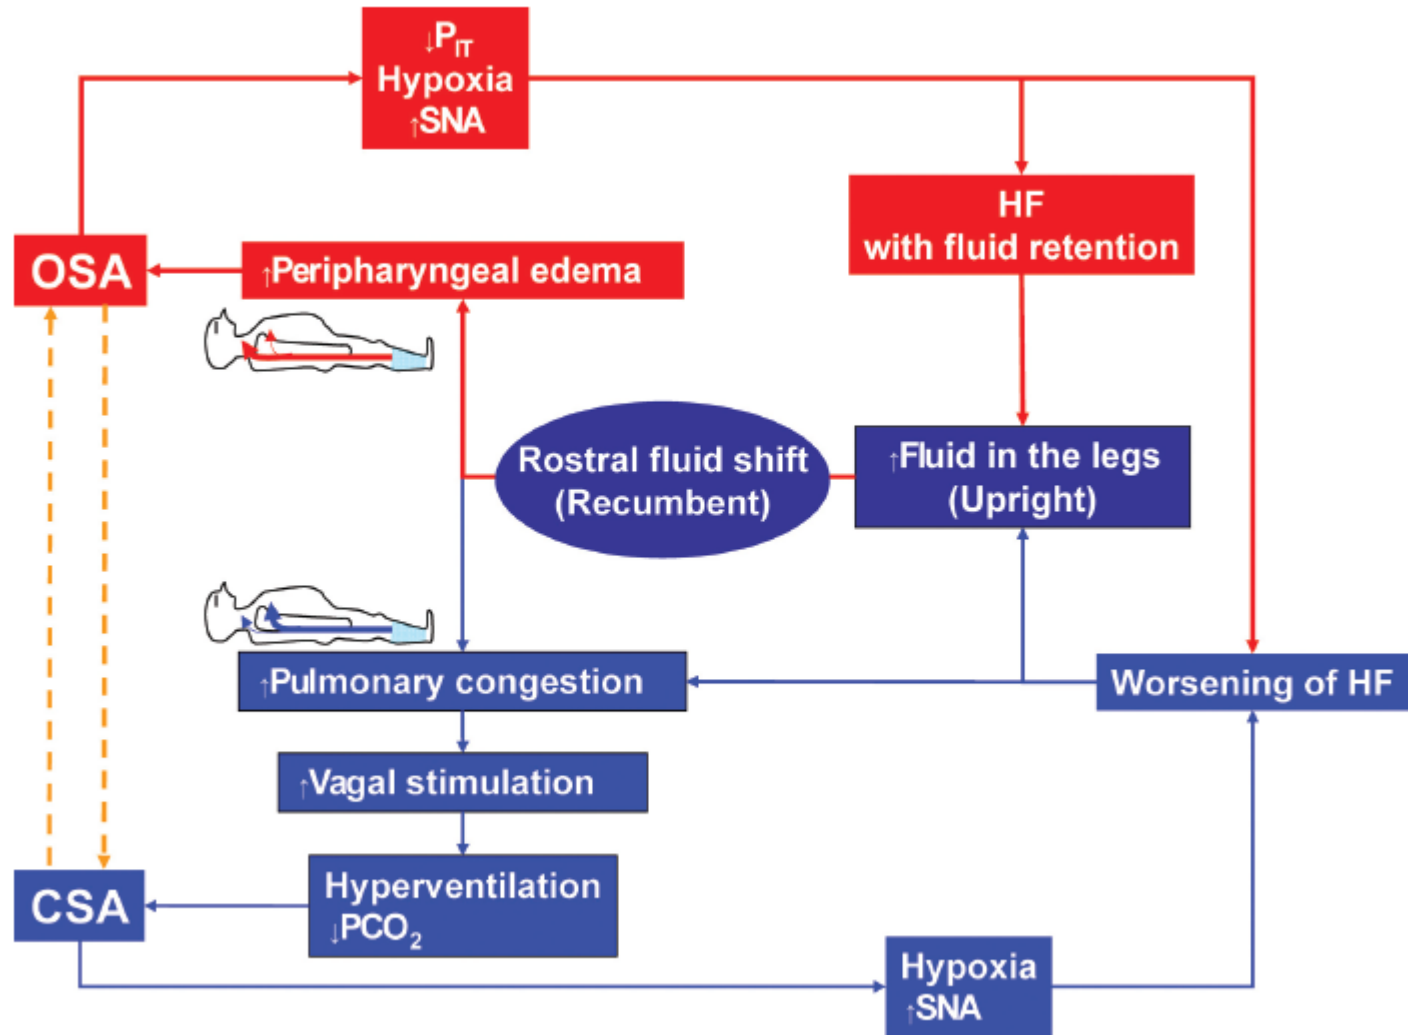 ↓P_IT
Hypoxia
↑SNA
HF
with fluid retention
OSA
↑Peripharyngeal edema
Rostral fluid shift
(Recumbent)
↑Fluid in the legs
(Upright)
↑Pulmonary congestion
Worsening of HF
↑Vagal stimulation
Hyperventilation
↓PCO₂
CSA
Hypoxia
↑SNA